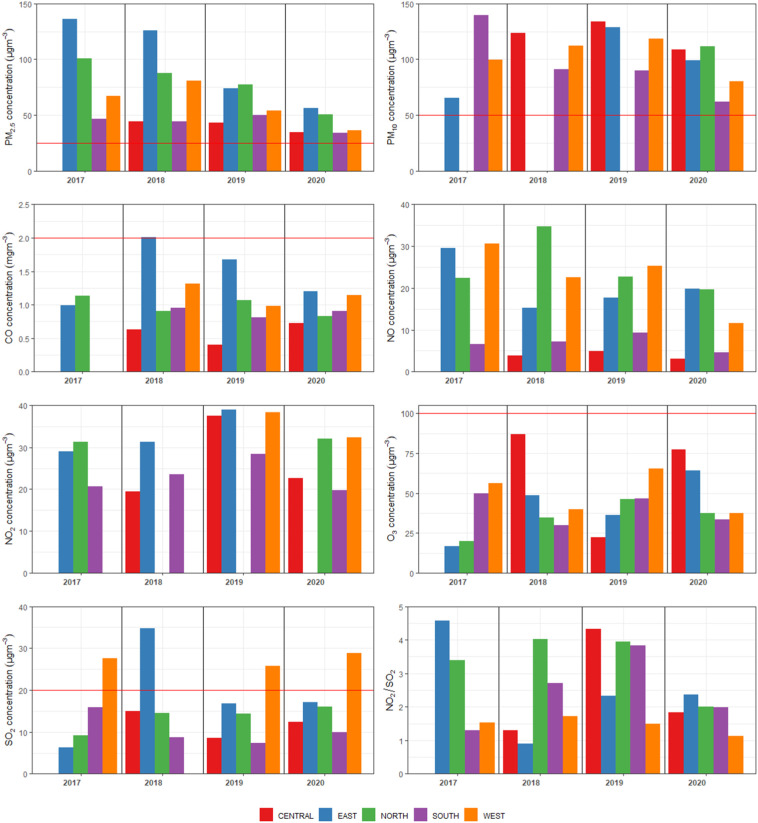 150
100
50
25
0
PM2.5 concentration (μgm⁻³)
2017 2018 2019 2020
150
100
50
0
PM10 concentration (μgm⁻³)
2017 2018 2019 2020
2.5
2.0
1.5
1.0
0.5
0.0
CO concentration (mgm⁻³)
2017 2018 2019 2020
40
30
20
10
0
NO concentration (μgm⁻³)
2017 2018 2019 2020
40
30
20
10
0
NO2 concentration (μgm⁻³)
2017 2018 2019 2020
100
75
50
25
0
O3 concentration (μgm⁻³)
2017 2018 2019 2020
40
30
20
10
0
SO2 concentration (μgm⁻³)
2017 2018 2019 2020
5
4
3
2
1
0
NO2/SO2
2017 2018 2019 2020
CENTRAL EAST NORTH SOUTH WEST